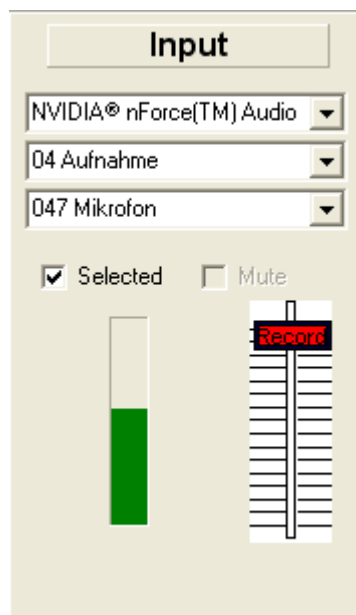 Input
NVIDIA® nForce(TM) Audio
04 Aufnahme
047 Mikrofon
Selected Mute
Record